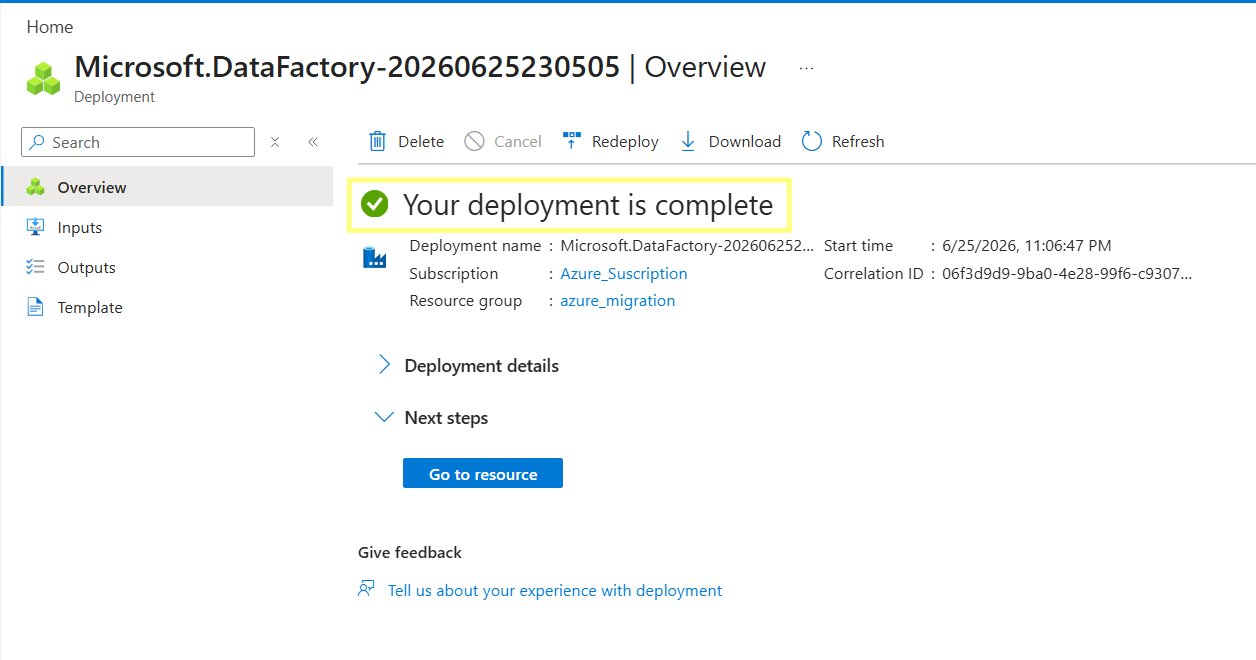 Home
Microsoft.DataFactory-20260625230505 | Overview ...
Deployment
Search
Delete Cancel Redeploy Download Refresh
Overview
Inputs
Outputs
Template
Your deployment is complete
Deployment name : Microsoft.DataFactory-202606252... Start time : 6/25/2026, 11:06:47 PM
Subscription : Azure_Suscription Correlation ID : 06f3d9d9-9ba0-4e28-99f6-c9307...
Resource group : azure_migration
Deployment details
Next steps
Go to resource
Give feedback
Tell us about your experience with deployment